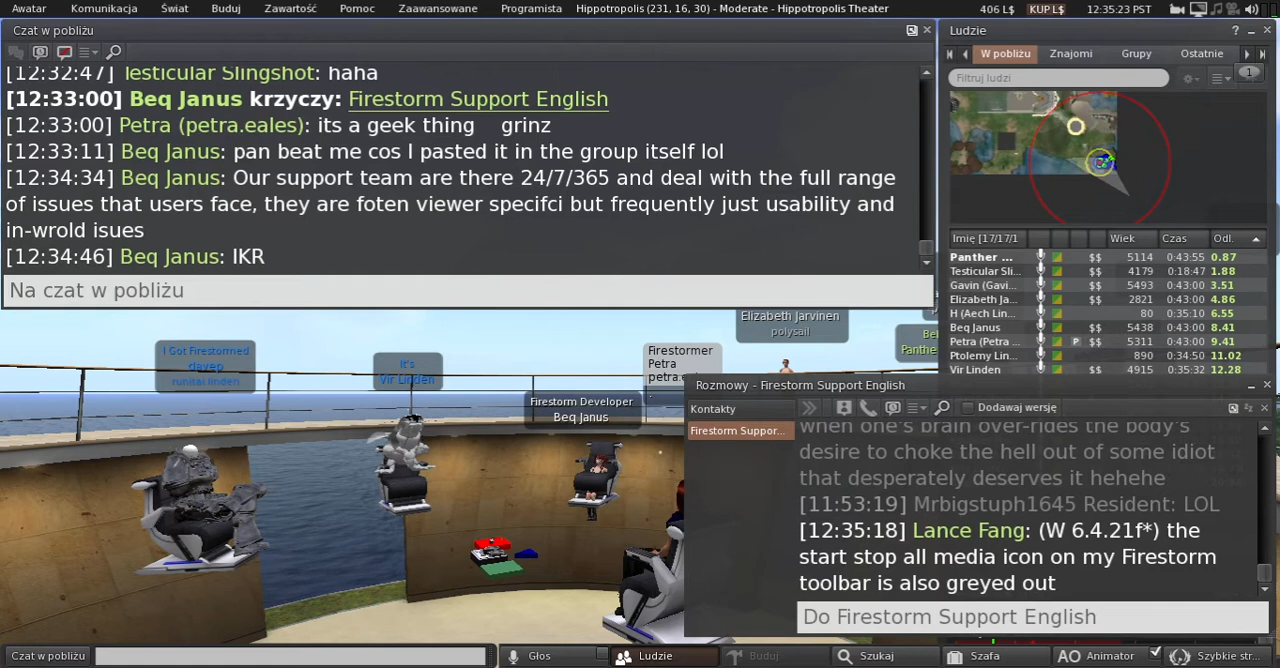 Awatar Komunikacja Świat Buduj Zawartość Pomoc Zaawansowane Programista Hippotropolis (231, 16, 30) - Moderate - Hippotropolis Theater 406 L$ KUP L$ 12:35:23 PST
Czat w pobliżu
[12:32:47] Testicular Slingshot: haha
[12:33:00] Beq Janus krzyczy: Firestorm Support English
[12:33:00] Petra (petra.eales): its a geek thing grinz
[12:33:11] Beq Janus: pan beat me cos I pasted it in the group itself lol
[12:34:34] Beq Janus: Our support team are there 24/7/365 and deal with the full range
of issues that users face, they are foten viewer specifci but frequently just usability and
in-wrold isues
[12:34:46] Beq Janus: IKR
Na czat w pobliżu
Ludzie
W pobliżu Znajomi Grupy Ostatnie
Filtruj ludzi
1
Imię [17/17/1 Wiek Czas Odl.
Panther ... $$ 5114 0:43:55 0.87
Testicular Sli... $$ 4179 0:18:47 1.88
Gavin (Gavi... $$ 5493 0:43:00 3.51
Elizabeth Ja... $$ 2821 0:43:00 4.86
H (Aech Lin... 80 0:35:10 6.55
Beq Janus $$ 5438 0:43:00 8.41
Petra (Petra ... P $$ 5311 0:43:00 9.41
Ptolemy Lin... 890 0:34:50 11.02
Vir Linden $$ 4915 0:35:32 12.28
I Got Firestormed
davep
runitai linden
It's
Vir Linden
Firestorm Developer
Beq Janus
Firestormer
Petra
petra.e
Elizabeth Jarvinen
polysail
Be
Panthe
Rozmowy - Firestorm Support English
Kontakty
Firestorm Suppor...
Dodawaj wersję
when one's brain over-rides the body's
desire to choke the hell out of some idiot
that desperately deserves it hehehe
[11:53:19] Mrbigstuph1645 Resident: LOL
[12:35:18] Lance Fang: (W 6.4.21f*) the
start stop all media icon on my Firestorm
toolbar is also greyed out
Do Firestorm Support English
Czat w pobliżu Głos Ludzie Buduj Szukaj Szafa AO Animator Szybkie str...